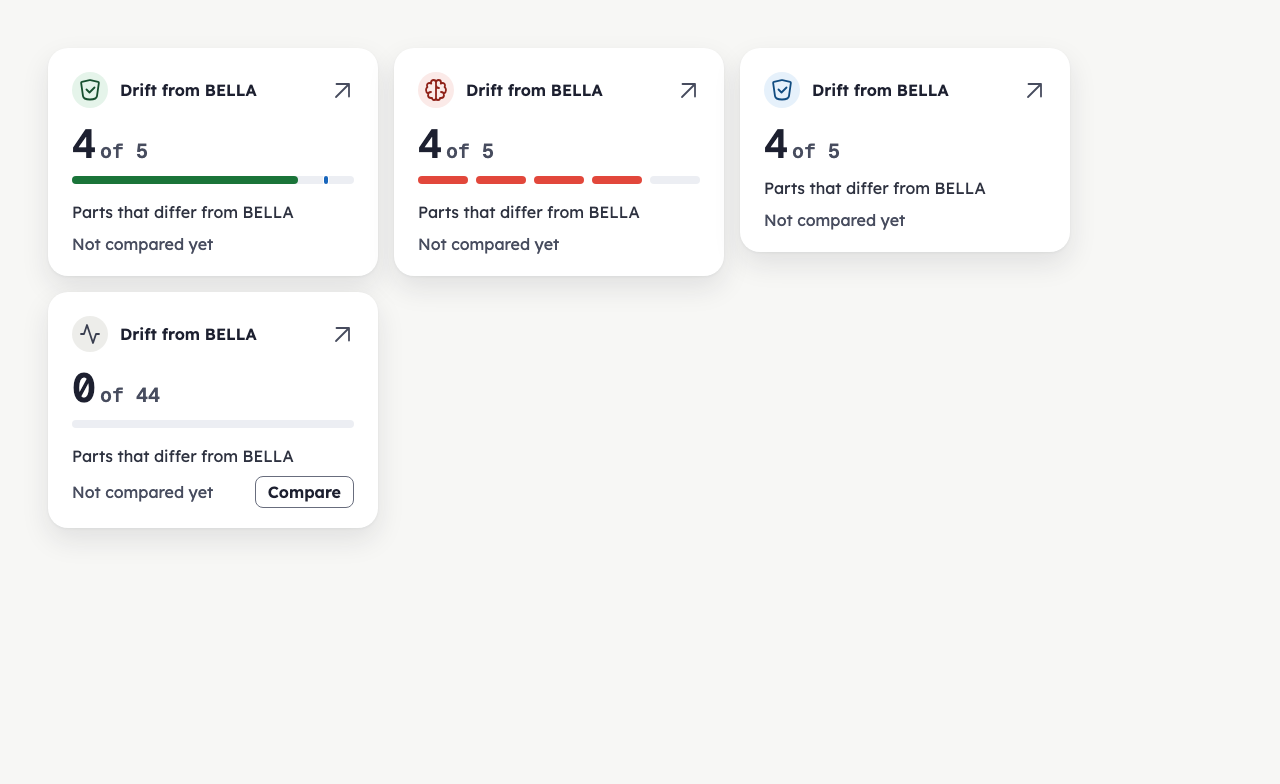 Drift from BELLA
4 of 5
Parts that differ from BELLA
Not compared yet
Drift from BELLA
4 of 5
Parts that differ from BELLA
Not compared yet
Drift from BELLA
4 of 5
Parts that differ from BELLA
Not compared yet
Drift from BELLA
0 of 44
Parts that differ from BELLA
Not compared yet
Compare